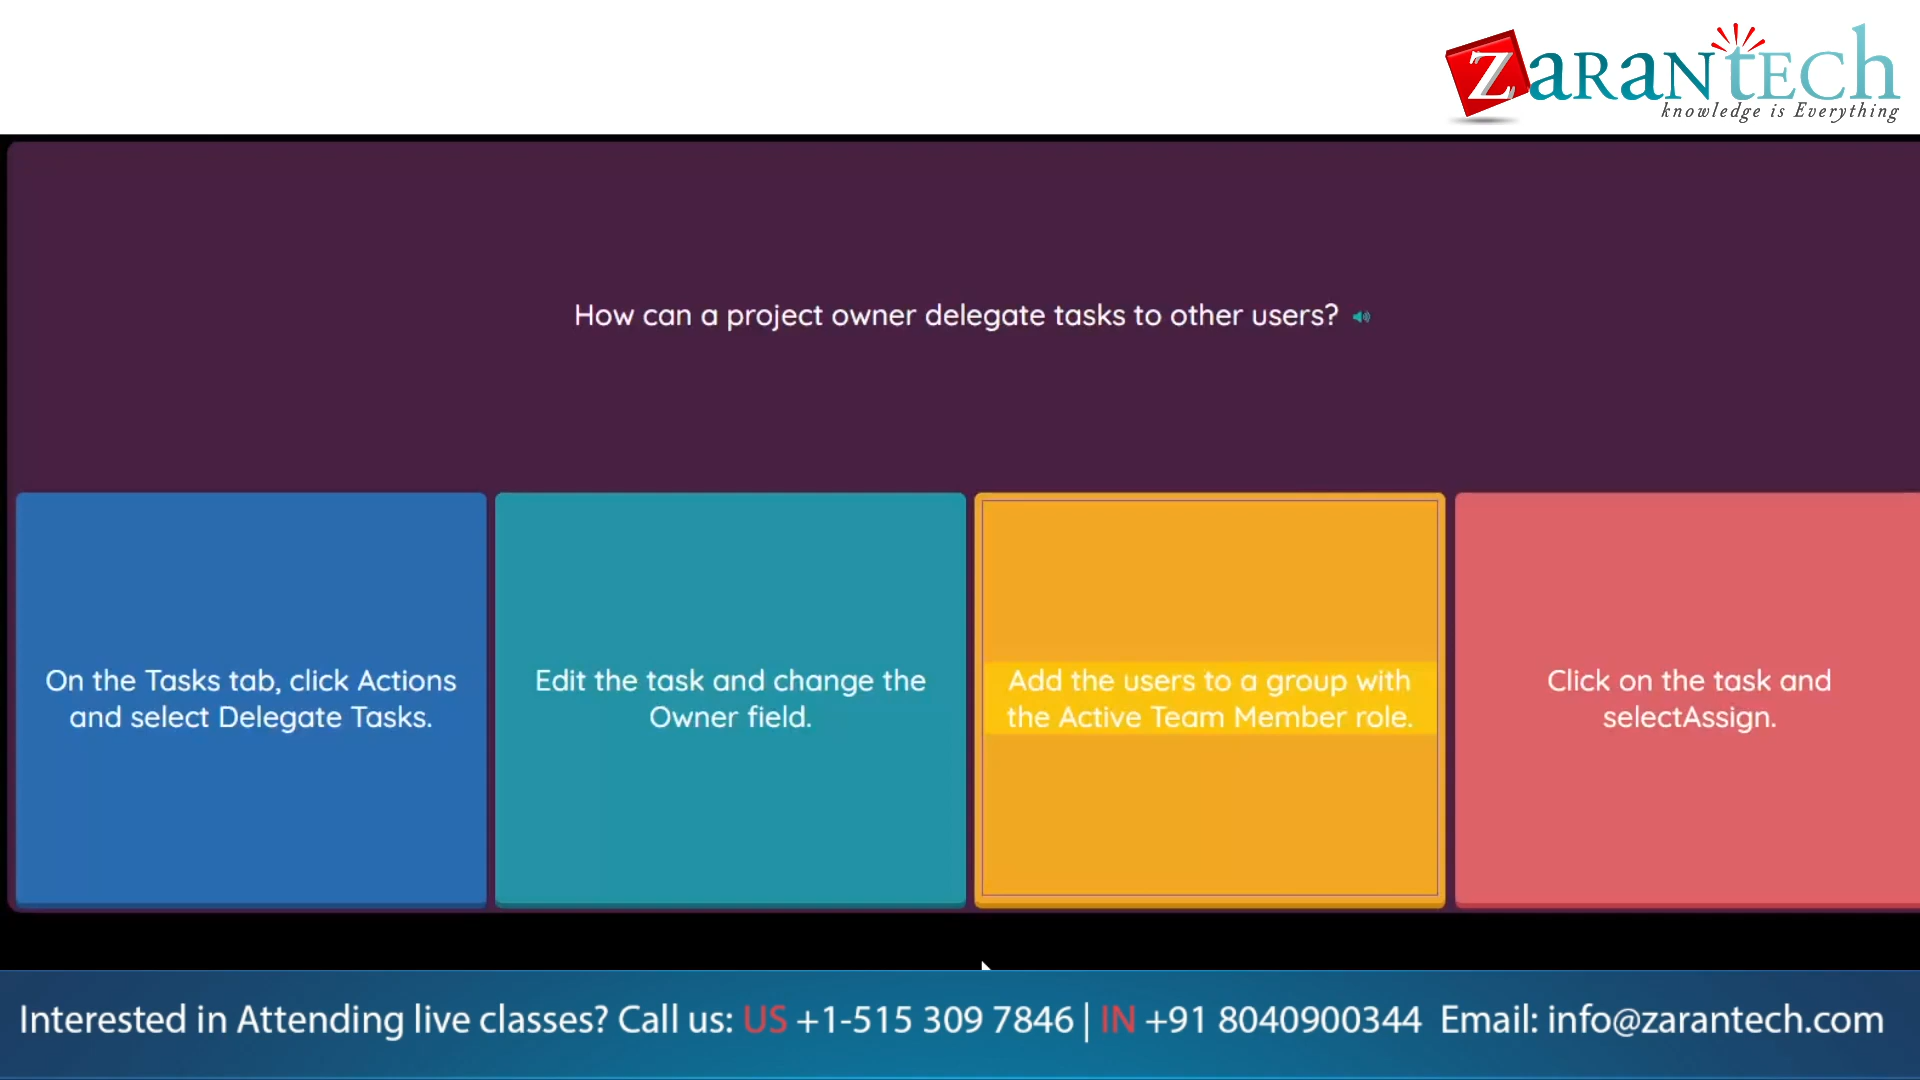 ZaranTech
knowledge is Everything
How can a project owner delegate tasks to other users?
On the Tasks tab, click Actions
and select Delegate Tasks.
Edit the task and change the
Owner field.
Add the users to a group with
the Active Team Member role.
Click on the task and
selectAssign.
Interested in Attending live classes? Call us: US +1-515 309 7846 | IN +91 8040900344 Email: info@zarantech.com